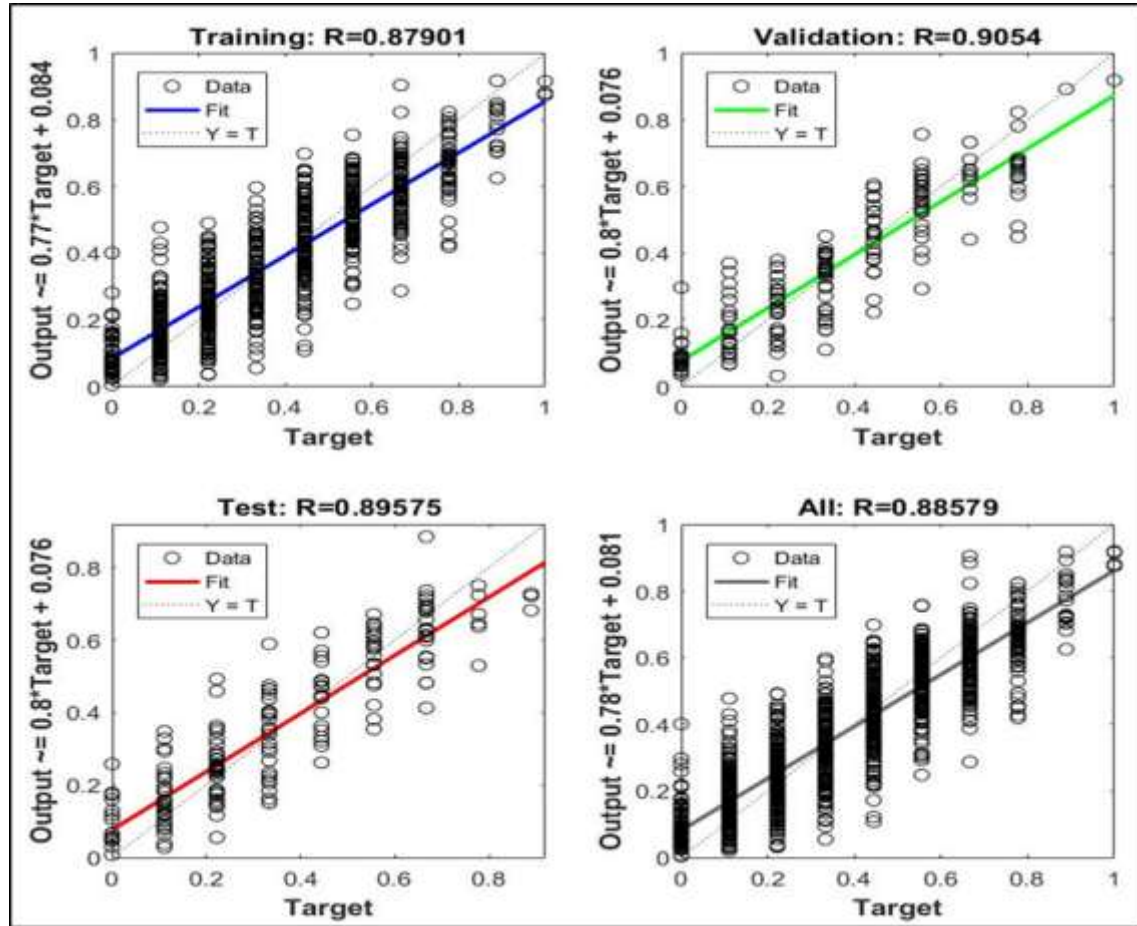 Training: R=0.87901
Output ~= 0.77*Target + 0.084
1
0.8
0.6
0.4
0.2
0
Data
Fit
Y = T
0 0.2 0.4 0.6 0.8 1
Target
Validation: R=0.9054
Output ~= 0.8*Target + 0.076
1
0.8
0.6
0.4
0.2
0
Data
Fit
Y = T
0 0.2 0.4 0.6 0.8 1
Target
Test: R=0.89575
Output ~= 0.8*Target + 0.076
0.8
0.6
0.4
0.2
0
Data
Fit
Y = T
0 0.2 0.4 0.6 0.8
Target
All: R=0.88579
Output ~= 0.78*Target + 0.081
1
0.8
0.6
0.4
0.2
0
Data
Fit
Y = T
0 0.2 0.4 0.6 0.8 1
Target